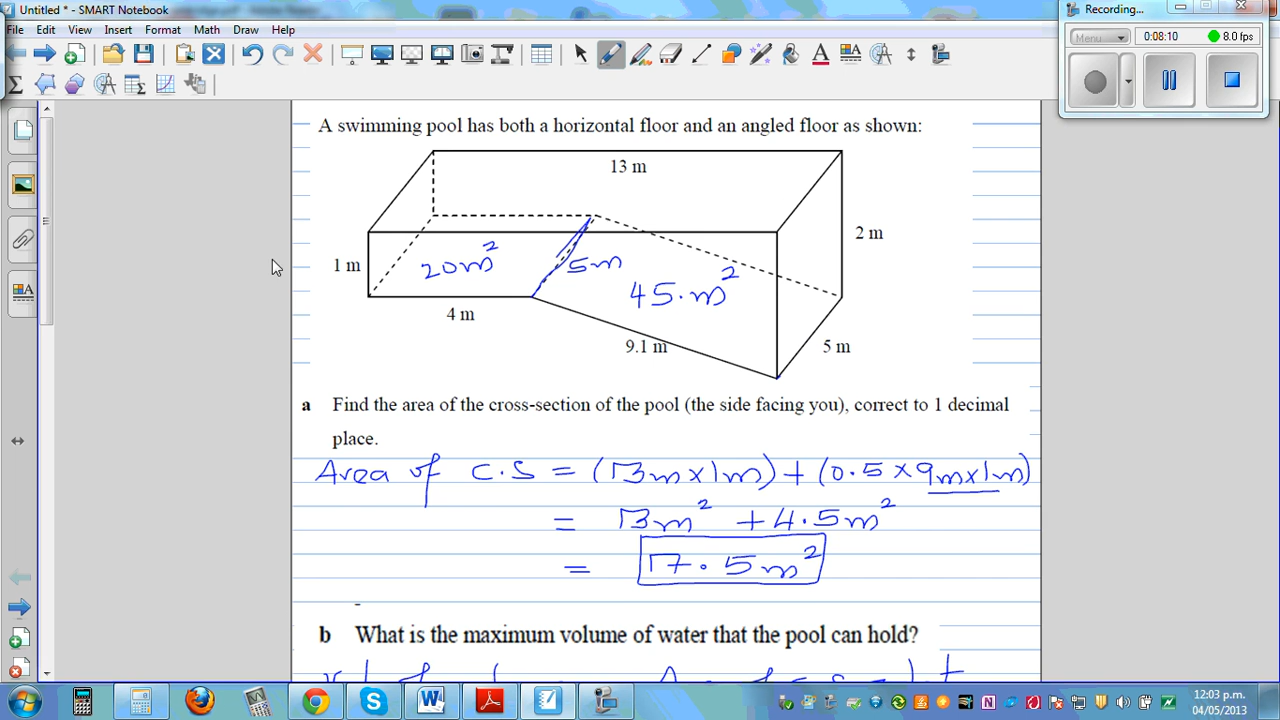 Untitled * - SMART Notebook
Recording...
File Edit View Insert Format Math Draw Help
Menu
0:08:10
8.0 fps
A swimming pool has both a horizontal floor and an angled floor as shown:
13 m
2 m
1 m
20m²
5m
45.m²
4 m
9.1 m
5 m
a Find the area of the cross-section of the pool (the side facing you), correct to 1 decimal
place.
Area of C.S = (13m×1m)+(0.5×9m×1m)
= 13m² + 4.5m²
= 17.5m²
b What is the maximum volume of water that the pool can hold?
12:03 p.m.
04/05/2013